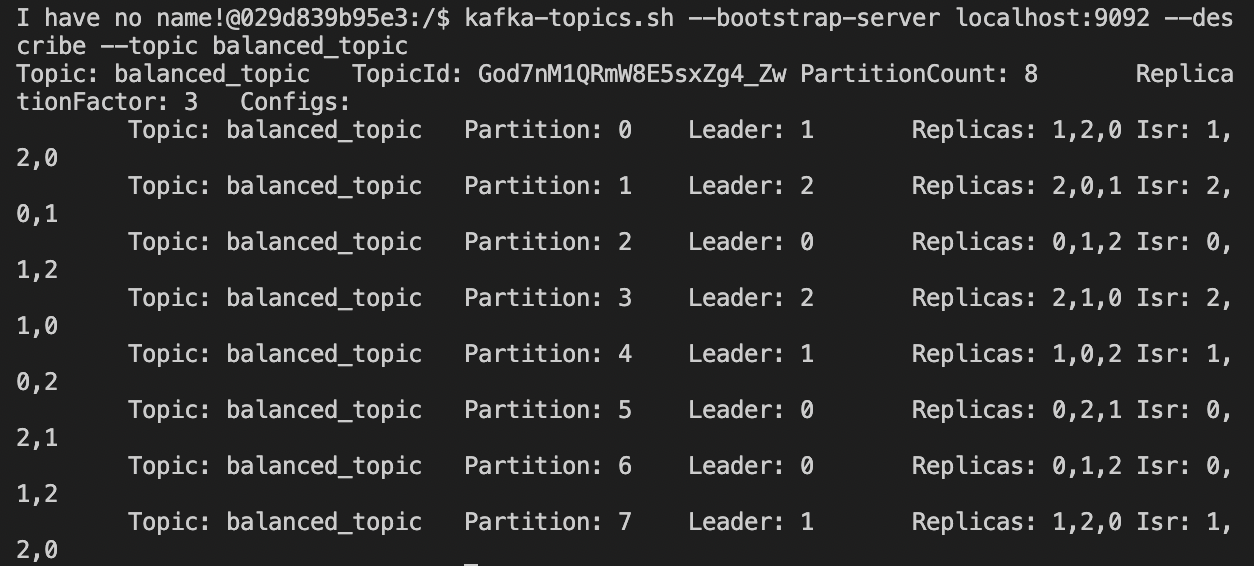 I have no name!@029d839b95e3:/$ kafka-topics.sh --bootstrap-server localhost:9092 --des
cribe --topic balanced_topic
Topic: balanced_topic   TopicId: God7nM1QRmW8E5sxZg4_Zw PartitionCount: 8       Replica
tionFactor: 3   Configs:
        Topic: balanced_topic   Partition: 0    Leader: 1       Replicas: 1,2,0 Isr: 1,
2,0
        Topic: balanced_topic   Partition: 1    Leader: 2       Replicas: 2,0,1 Isr: 2,
0,1
        Topic: balanced_topic   Partition: 2    Leader: 0       Replicas: 0,1,2 Isr: 0,
1,2
        Topic: balanced_topic   Partition: 3    Leader: 2       Replicas: 2,1,0 Isr: 2,
1,0
        Topic: balanced_topic   Partition: 4    Leader: 1       Replicas: 1,0,2 Isr: 1,
0,2
        Topic: balanced_topic   Partition: 5    Leader: 0       Replicas: 0,2,1 Isr: 0,
2,1
        Topic: balanced_topic   Partition: 6    Leader: 0       Replicas: 0,1,2 Isr: 0,
1,2
        Topic: balanced_topic   Partition: 7    Leader: 1       Replicas: 1,2,0 Isr: 1,
2,0